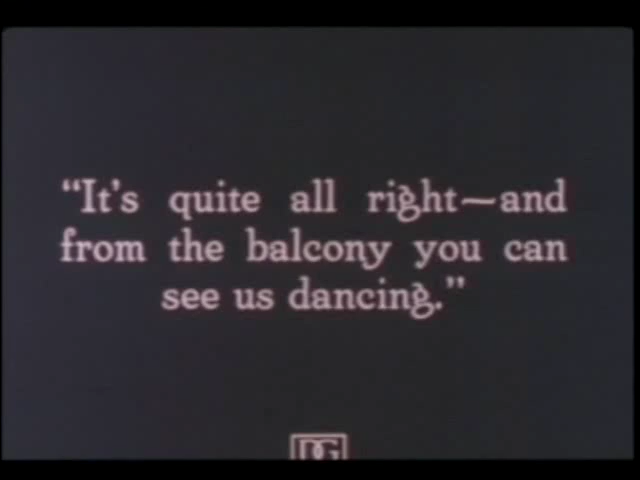 “It's quite all right—and
from the balcony you can
see us dancing.”
DG